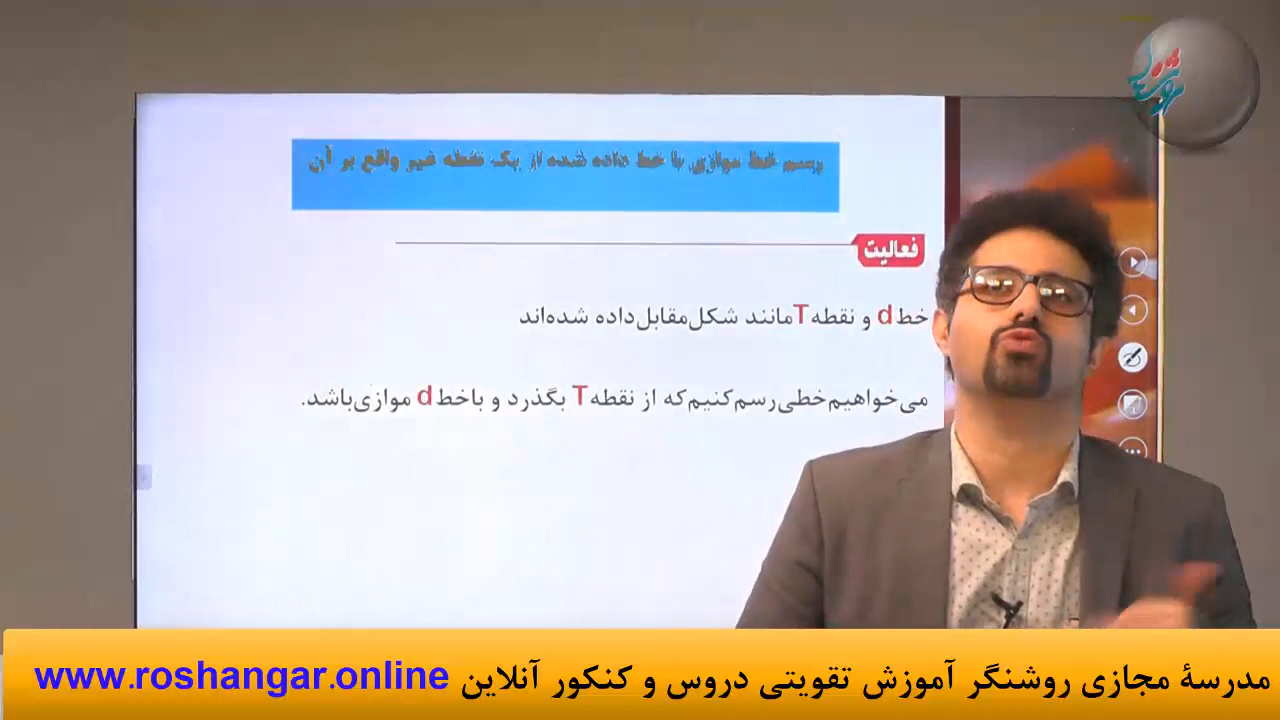 رسم خط موازی با خط داده شده از یک نقطه غیر واقع بر آن
فعالیت
خط d و نقطه T مانند شکل مقابل داده شده‌اند
می‌خواهیم خطی رسم کنیم که از نقطه T بگذرد و با خط d موازی باشد.
مدرسهٔ مجازی روشنگر آموزش تقویتی دروس و کنکور آنلاین www.roshangar.online